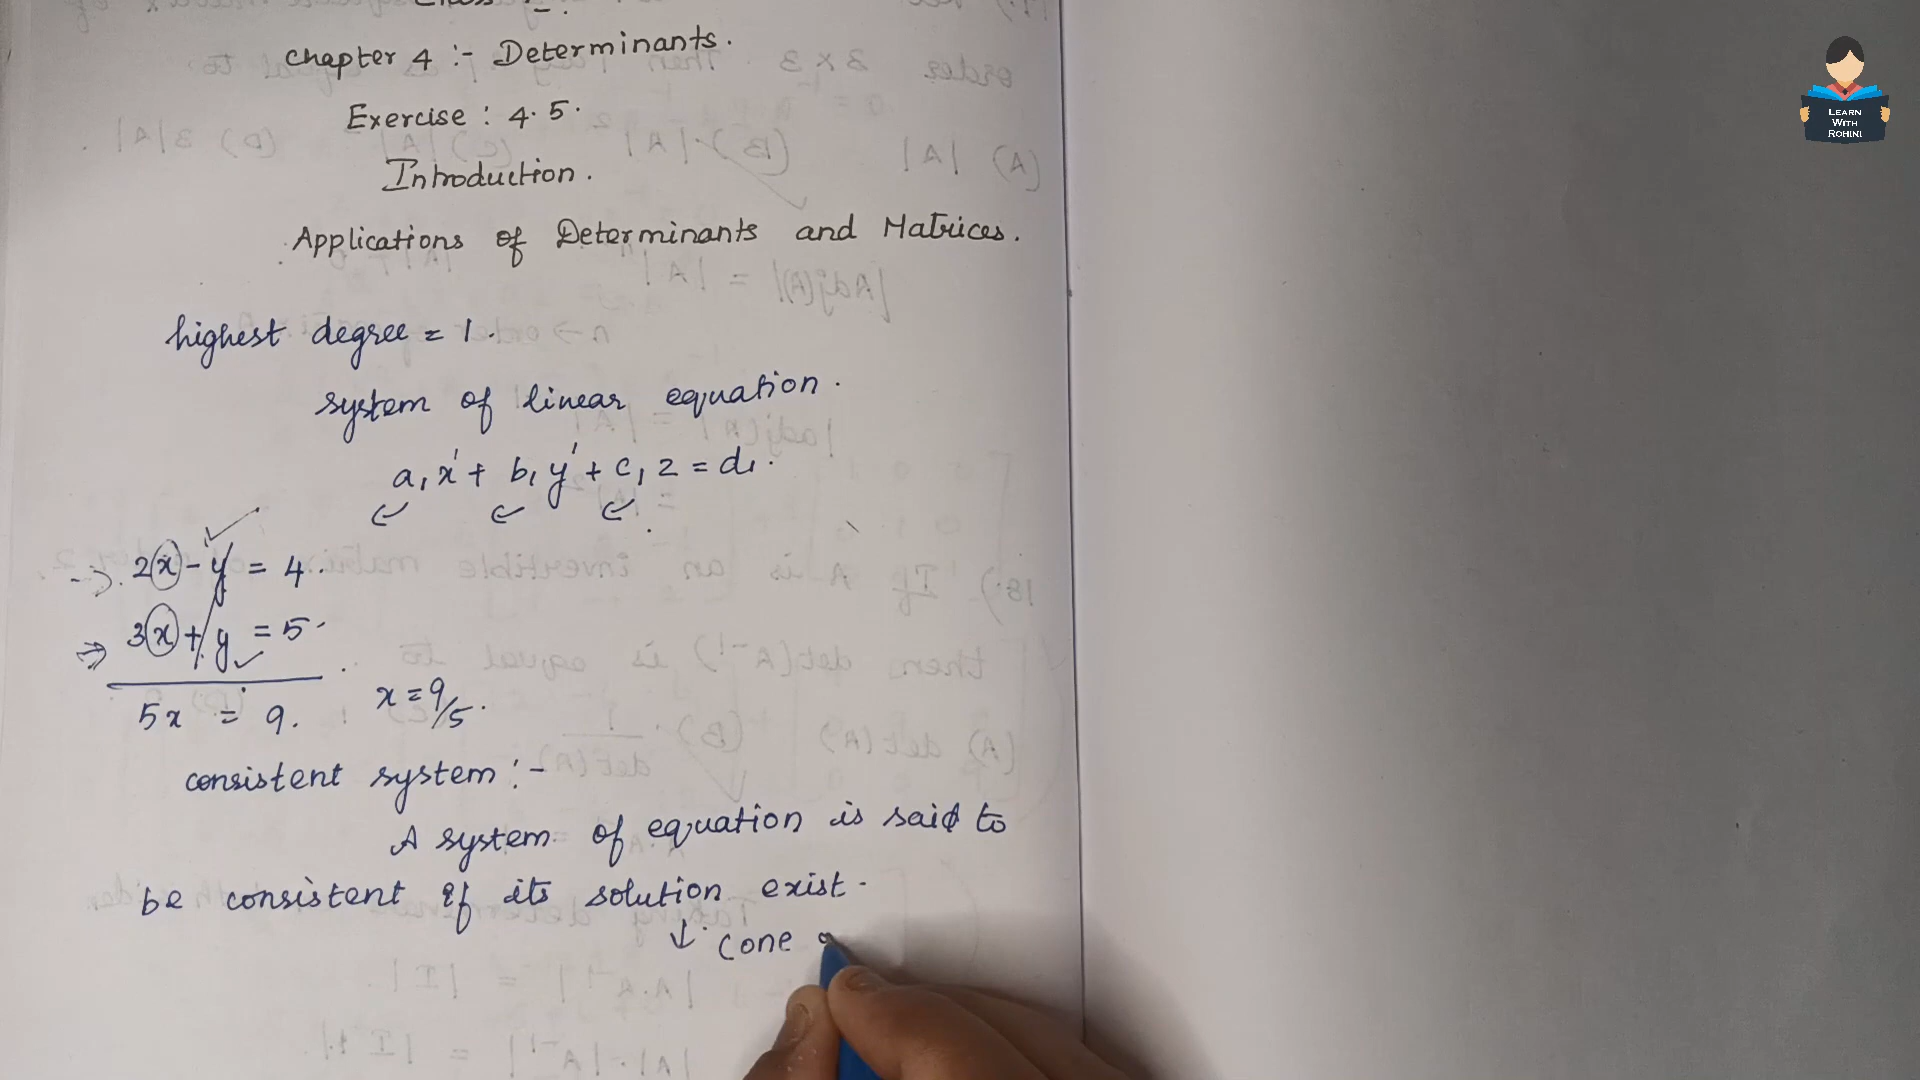 Chapter 4 :- Determinants.
Exercise : 4.5.
Introduction.
Applications of Determinants and Matrices.
highest degree = 1.
system of linear equation.
a₁x¹ + b₁y¹ + c₁z = d₁.
2x - y = 4.
3x + y = 5.
5x = 9. x = 9/5.
consistent system :-
A system of equation is said to
be consistent if its solution exist.
↓ (one
LEARN
WITH
ROHINI